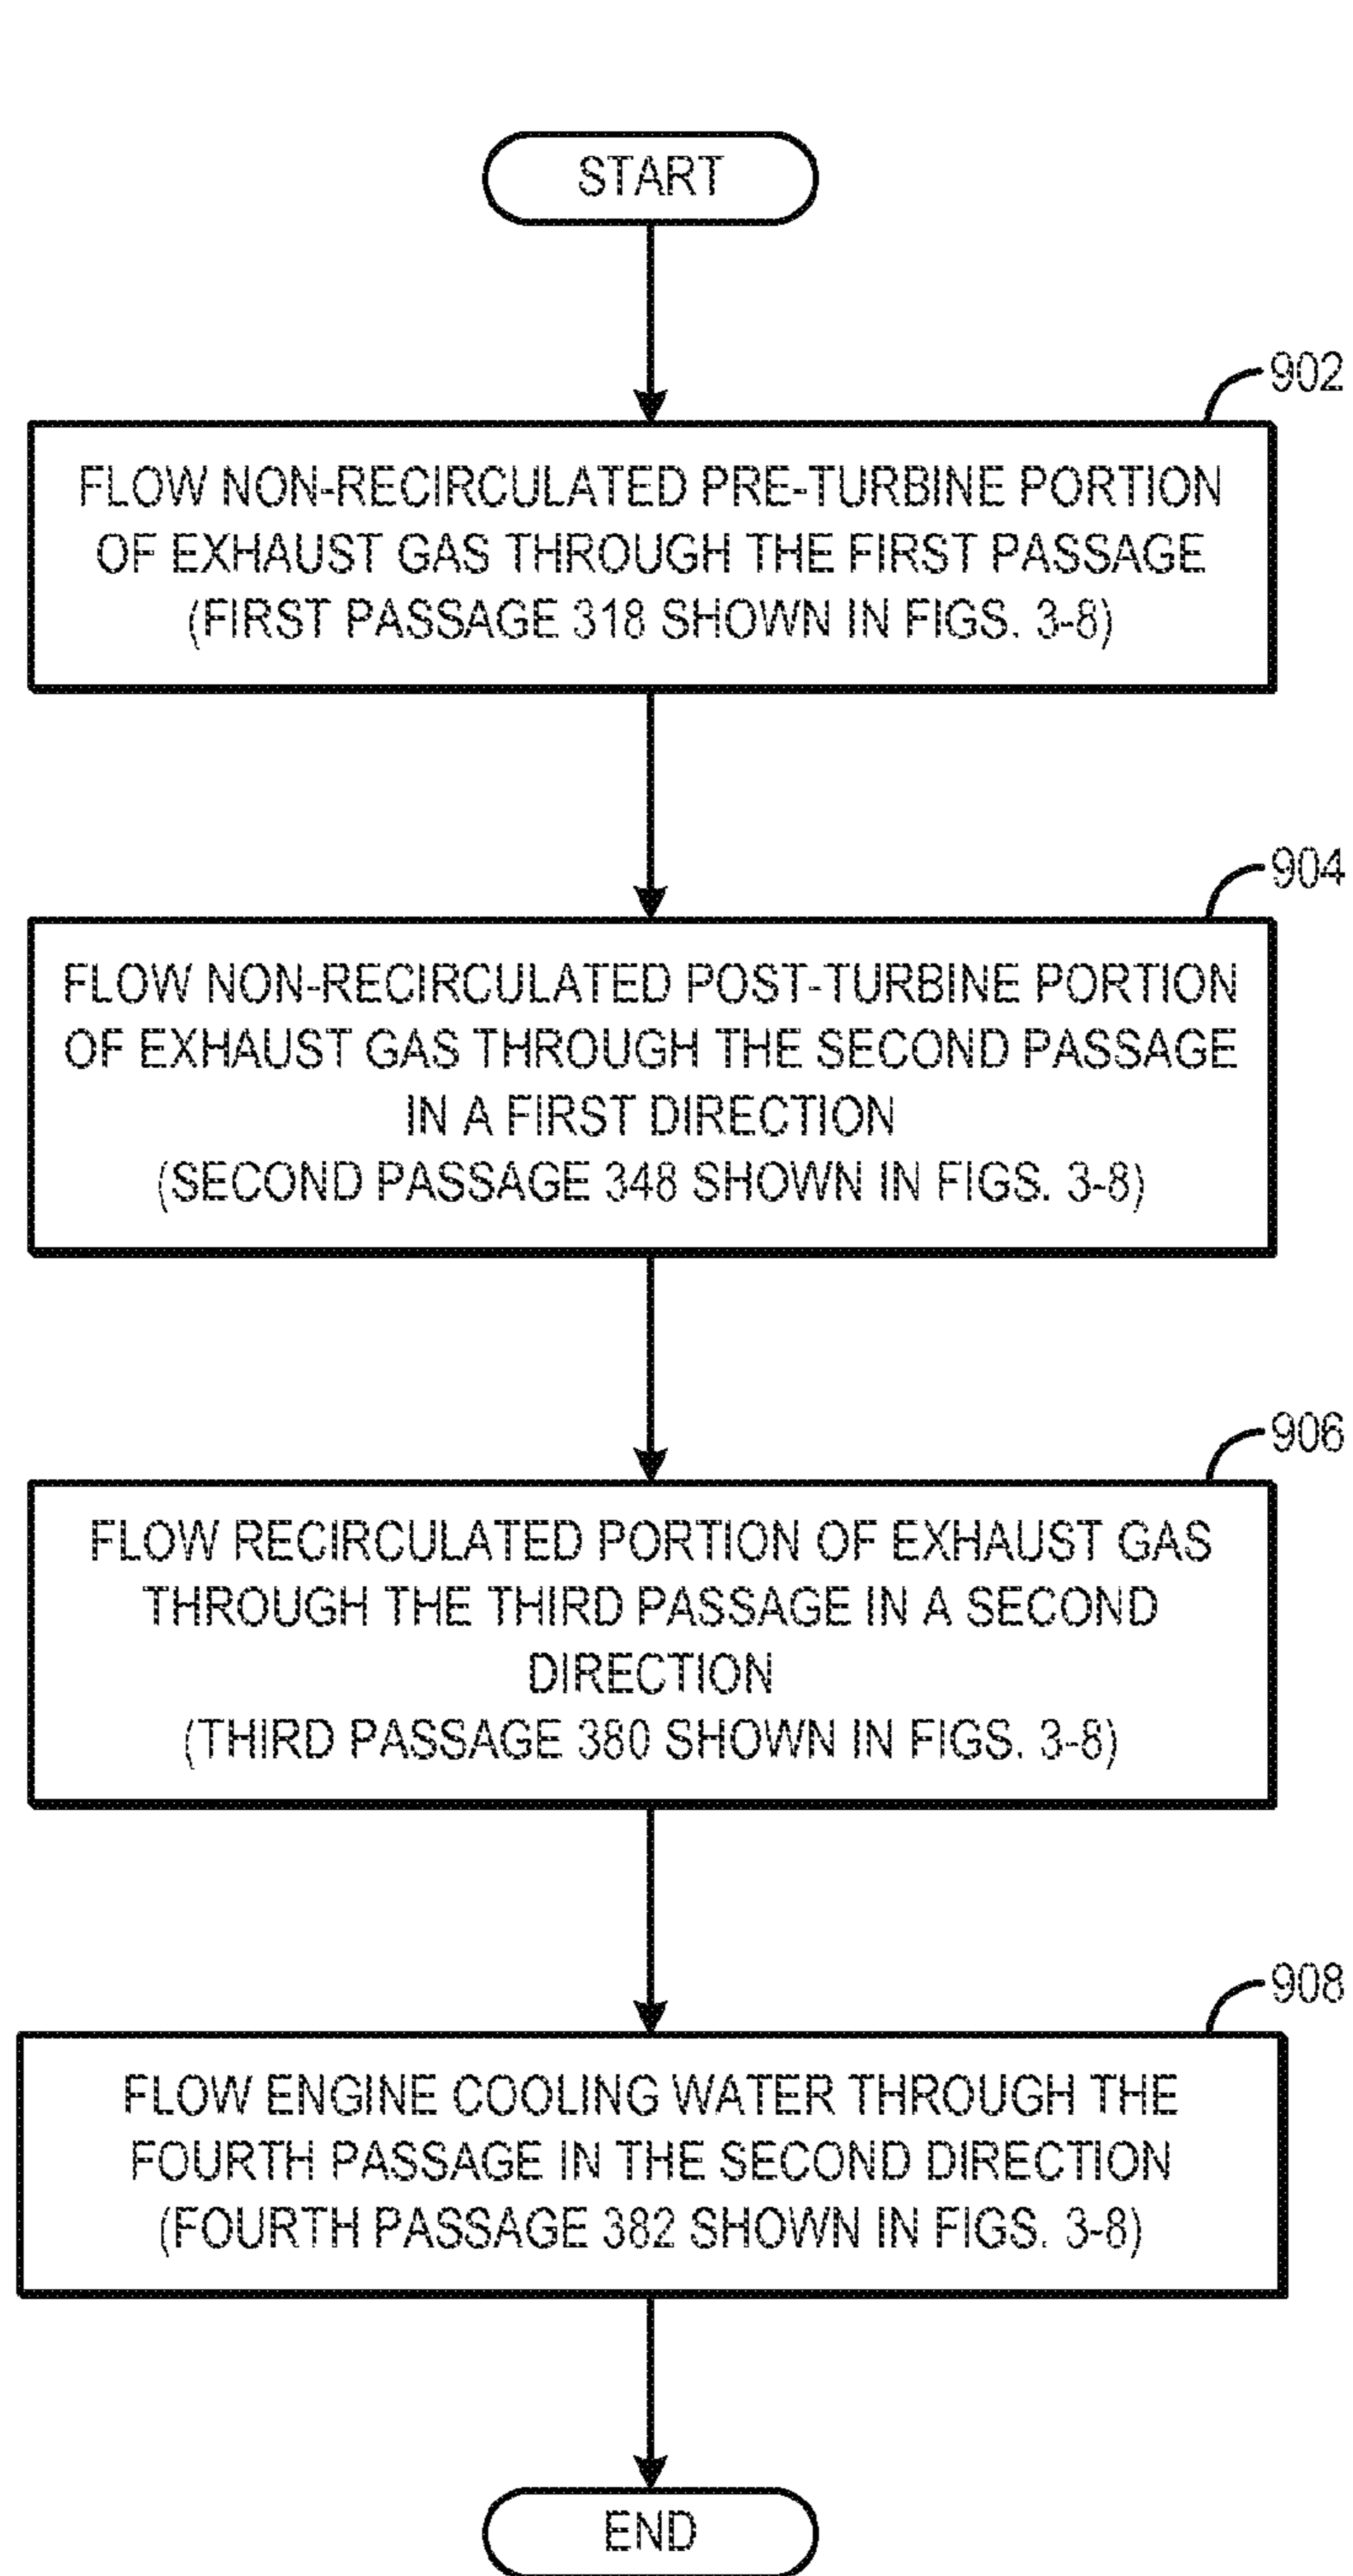 START
902
FLOW NON-RECIRCULATED PRE-TURBINE PORTION
OF EXHAUST GAS THROUGH THE FIRST PASSAGE
(FIRST PASSAGE 318 SHOWN IN FIGS. 3-8)
904
FLOW NON-RECIRCULATED POST-TURBINE PORTION
OF EXHAUST GAS THROUGH THE SECOND PASSAGE
IN A FIRST DIRECTION
(SECOND PASSAGE 348 SHOWN IN FIGS. 3-8)
906
FLOW RECIRCULATED PORTION OF EXHAUST GAS
THROUGH THE THIRD PASSAGE IN A SECOND
DIRECTION
(THIRD PASSAGE 380 SHOWN IN FIGS. 3-8)
908
FLOW ENGINE COOLING WATER THROUGH THE
FOURTH PASSAGE IN THE SECOND DIRECTION
(FOURTH PASSAGE 382 SHOWN IN FIGS. 3-8)
END